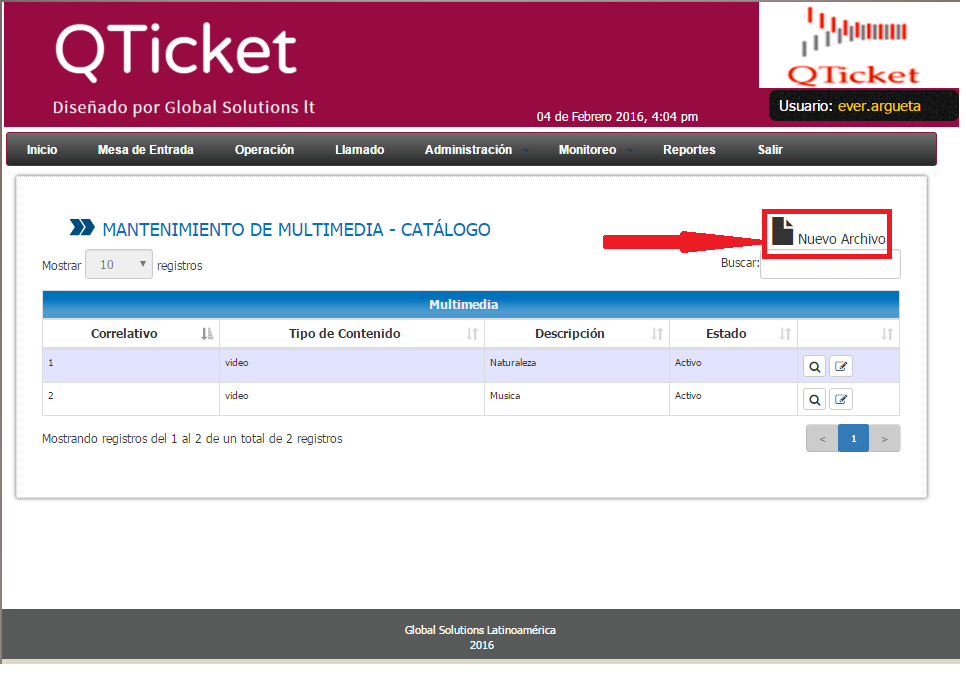 QTicket
Diseñado por Global Solutions lt
04 de Febrero 2016, 4:04 pm
QTicket
Usuario: ever.argueta
Inicio Mesa de Entrada Operación Llamado Administración Monitoreo Reportes Salir
MANTENIMIENTO DE MULTIMEDIA - CATÁLOGO
Nuevo Archivo
Mostrar 10 registros
Buscar:
Multimedia
Correlativo Tipo de Contenido Descripción Estado
1 video Naturaleza Activo
2 video Musica Activo
Mostrando registros del 1 al 2 de un total de 2 registros
< 1 >
Global Solutions Latinoamérica
2016